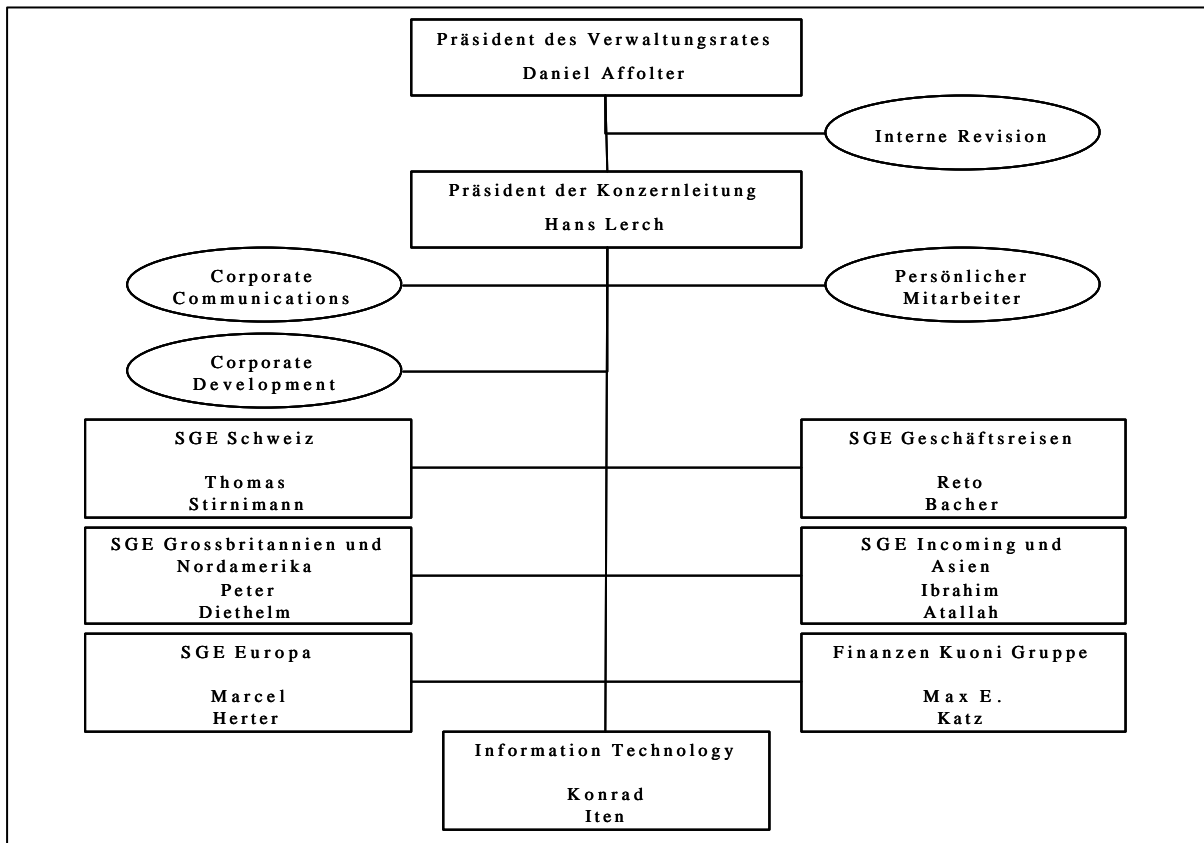 Präsident des Verwaltungsrates
Daniel Affolter
Interne Revision
Präsident der Konzernleitung
Hans Lerch
Corporate
Communications
Persönlicher
Mitarbeiter
Corporate
Development
SGE Schweiz
Thomas
Stirnimann
SGE Geschäftsreisen
Reto
Bacher
SGE Grossbritannien und
Nordamerika
Peter
Diethelm
SGE Incoming und
Asien
Ibrahim
Atallah
SGE Europa
Marcel
Herter
Finanzen Kuoni Gruppe
Max E.
Katz
Information Technology
Konrad
Iten